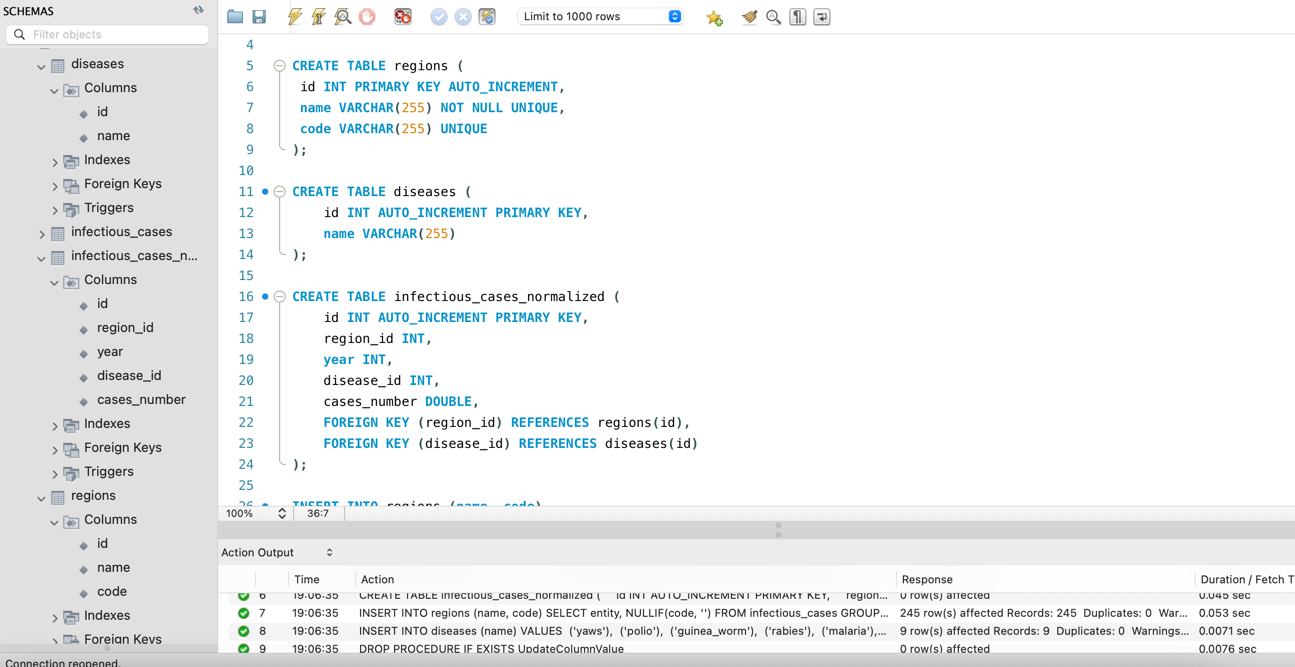 SCHEMAS
Filter objects
diseases
Columns
id
name
Indexes
Foreign Keys
Triggers
infectious_cases
infectious_cases_n...
Columns
id
region_id
year
disease_id
cases_number
Indexes
Foreign Keys
Triggers
regions
Columns
id
name
code
Indexes
Foreign Keys
Connection reopened.
Limit to 1000 rows
4
5 CREATE TABLE regions (
6 id INT PRIMARY KEY AUTO_INCREMENT,
7 name VARCHAR(255) NOT NULL UNIQUE,
8 code VARCHAR(255) UNIQUE
9 );
10
11 CREATE TABLE diseases (
12 id INT AUTO_INCREMENT PRIMARY KEY,
13 name VARCHAR(255)
14 );
15
16 CREATE TABLE infectious_cases_normalized (
17 id INT AUTO_INCREMENT PRIMARY KEY,
18 region_id INT,
19 year INT,
20 disease_id INT,
21 cases_number DOUBLE,
22 FOREIGN KEY (region_id) REFERENCES regions(id),
23 FOREIGN KEY (disease_id) REFERENCES diseases(id)
24 );
25
26 INSERT INTO regions (name, code)
100% 36:7
Action Output
Time Action Response Duration / Fetch T
6 19:06:35 CREATE TABLE infectious_cases_normalized ( id INT AUTO_INCREMENT PRIMARY KEY, region... 0 row(s) affected 0.045 sec
7 19:06:35 INSERT INTO regions (name, code) SELECT entity, NULLIF(code, '') FROM infectious_cases GROUP... 245 row(s) affected Records: 245 Duplicates: 0 War... 0.053 sec
8 19:06:35 INSERT INTO diseases (name) VALUES ('yaws'), ('polio'), ('guinea_worm'), ('rabies'), ('malaria'),... 9 row(s) affected Records: 9 Duplicates: 0 Warnings... 0.0071 sec
9 19:06:35 DROP PROCEDURE IF EXISTS UpdateColumnValue 0 row(s) affected 0.0076 sec